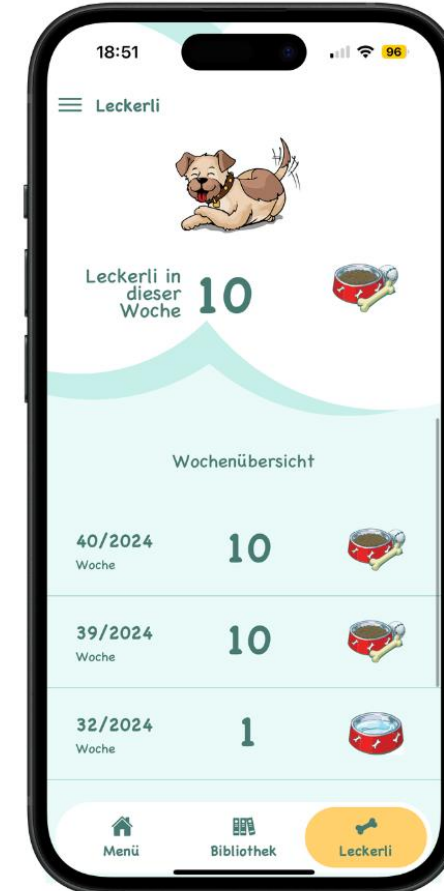 18:51
96
Leckerli
Leckerli in
dieser
Woche
10
Wochenübersicht
40/2024
Woche
10
39/2024
Woche
10
32/2024
Woche
1
Menü
Bibliothek
Leckerli